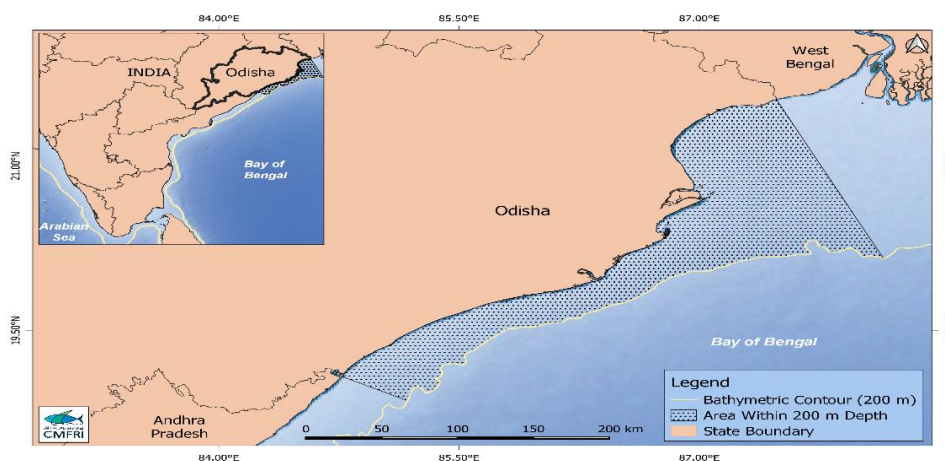 84.00°E 85.50°E 87.00°E
West
Bengal
INDIA Odisha
Bay of
Bengal
Arabian
Sea
21.00°N
Odisha
19.50°N
Bay of Bengal
Andhra
Pradesh
CMFRI
0 50 100 150 200 km
Legend
Bathymetric Contour (200 m)
Area Within 200 m Depth
State Boundary
84.00°E 85.50°E 87.00°E